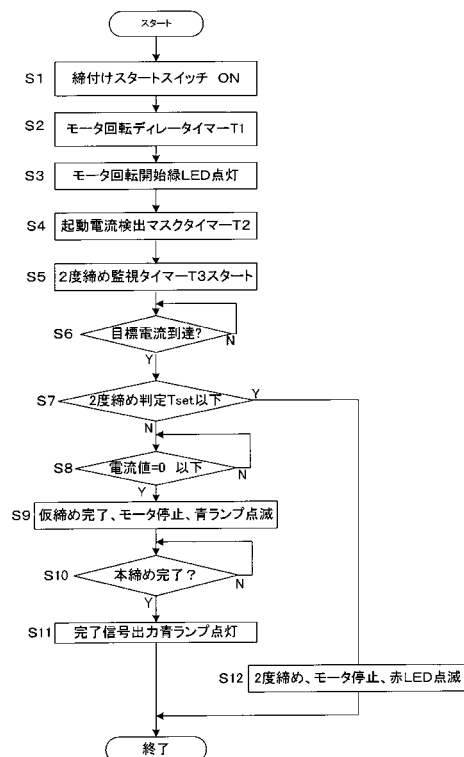 スタート
S1 締付けスタートスイッチ ON
S2 モータ回転ディレータイマーT1
S3 モータ回転開始緑LED点灯
S4 起動電流検出マスクタイマーT2
S5 2度締め監視タイマーT3スタート
S6 目標電流到達?
N
Y
S7 2度締め判定Tset以下
Y
N
S8 電流値=0 以下
N
Y
S9 仮締め完了、モータ停止、青ランプ点滅
S10 本締め完了？
N
Y
S11 完了信号出力青ランプ点灯
S12 2度締め、モータ停止、赤LED点滅
終了